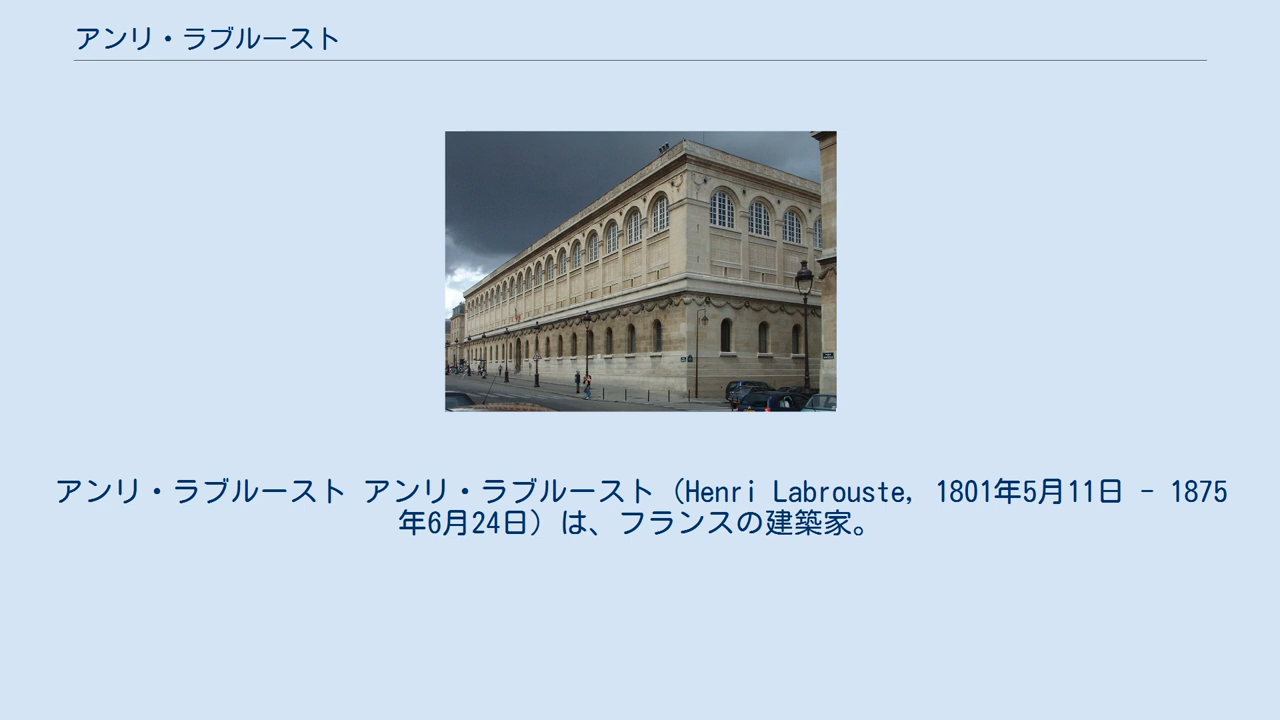 アンリ・ラブルースト
アンリ・ラブルースト アンリ・ラブルースト（Henri Labrouste, 1801年5月11日 - 1875
年6月24日）は、フランスの建築家。